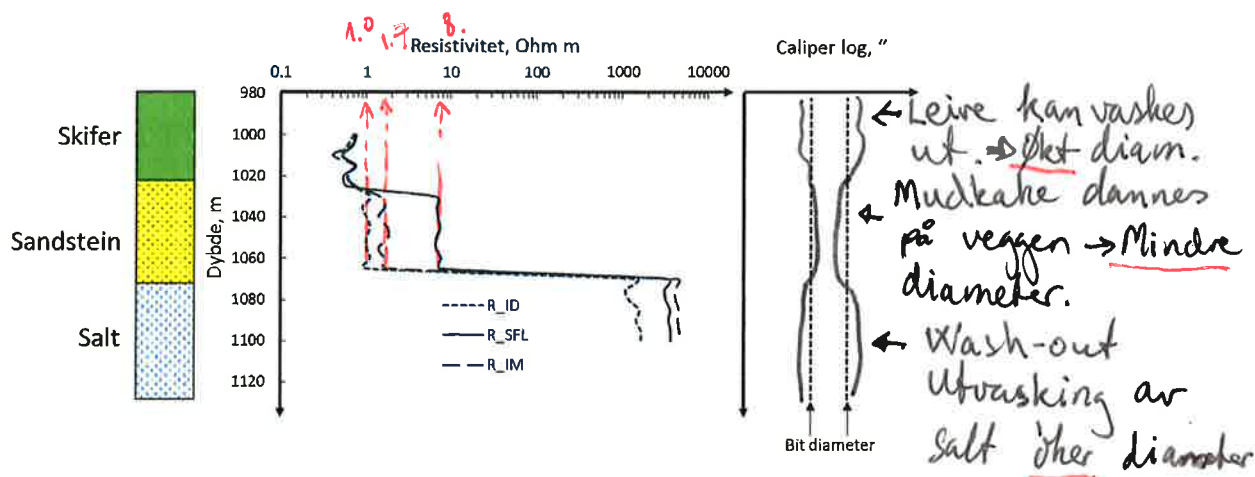 1.0 1.7 8.
Resistivitet, Ohm m
0.1 1 10 100 1000 10000
980
1000
1020
1040
1060
1080
1100
1120
Dybde, m
Skifer
Sandstein
Salt
R_ID
R_SFL
R_IM
Caliper log, ”
Bit diameter
Leire kan vaskes
ut. → Økt diam.
Mudkake dannes
på veggen → Mindre
diameter.
Wash-out
Utvasking av
salt øker diameter